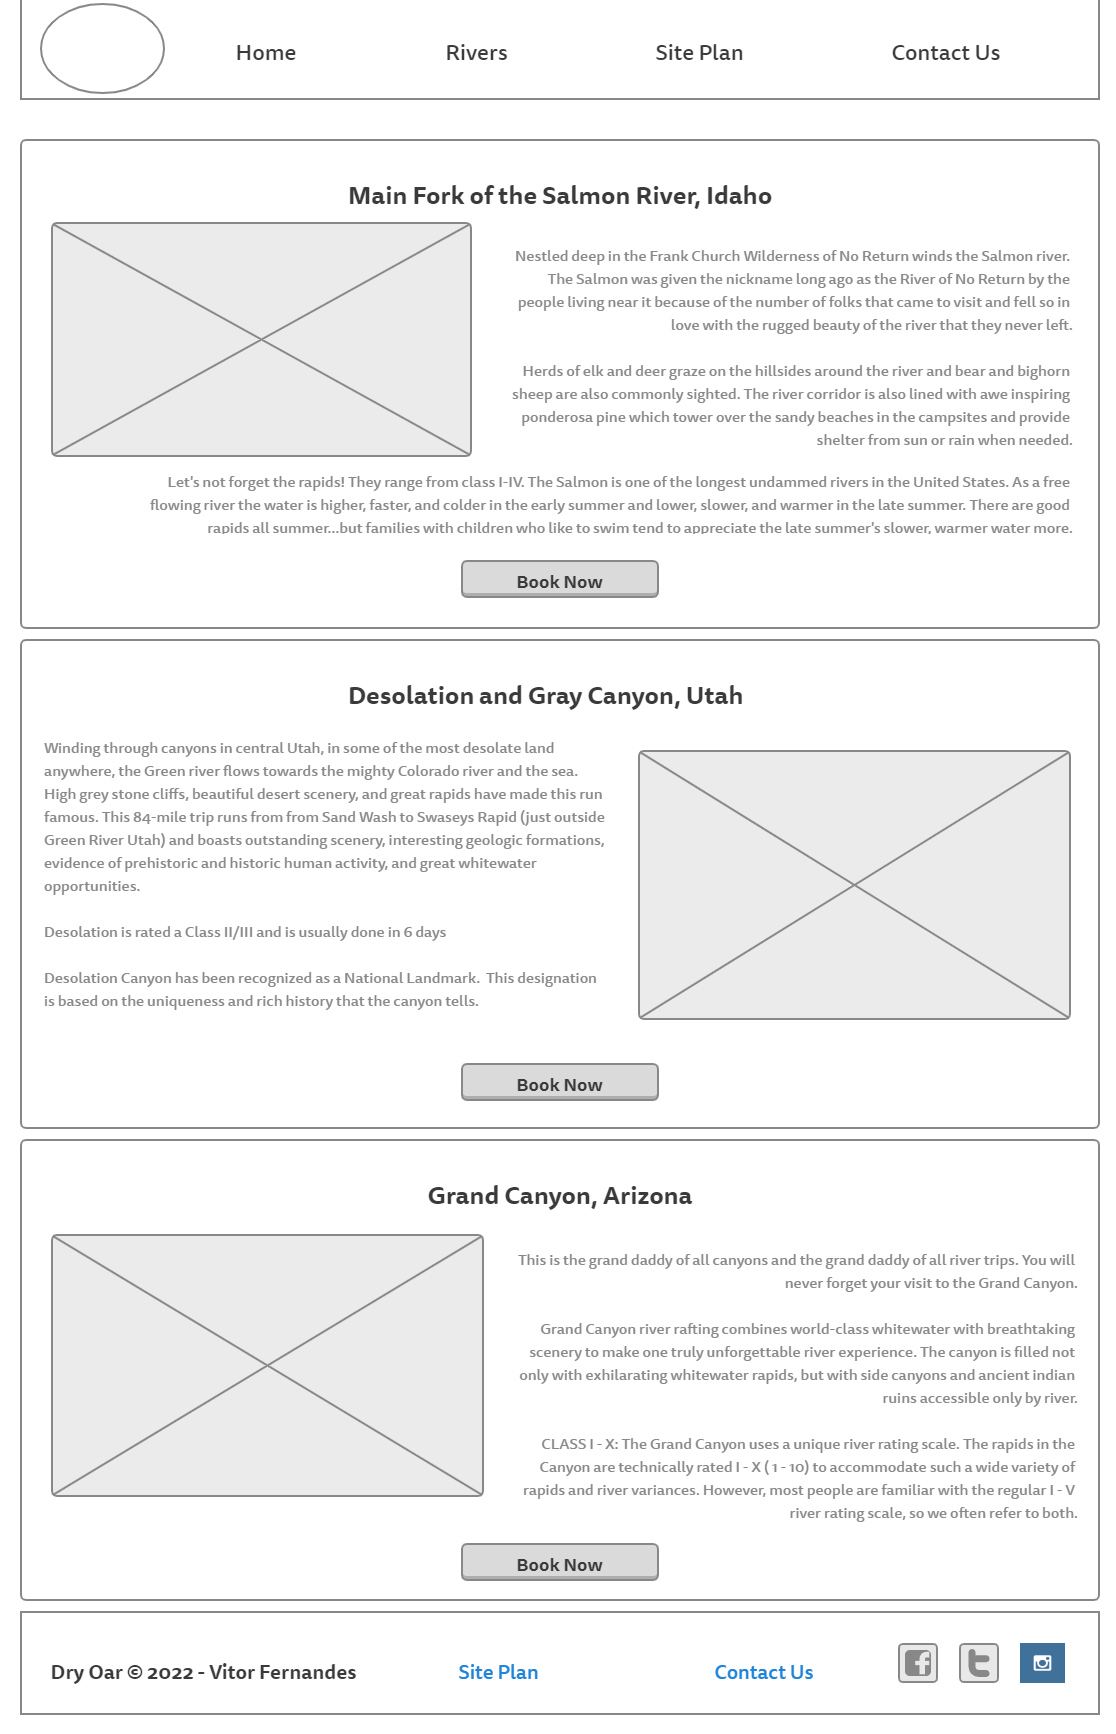 Home Rivers Site Plan Contact Us
Main Fork of the Salmon River, Idaho
Nestled deep in the Frank Church Wilderness of No Return winds the Salmon river.
The Salmon was given the nickname long ago as the River of No Return by the
people living near it because of the number of folks that came to visit and fell so in
love with the rugged beauty of the river that they never left.
Herds of elk and deer graze on the hillsides around the river and bear and bighorn
sheep are also commonly sighted. The river corridor is also lined with awe inspiring
ponderosa pine which tower over the sandy beaches in the campsites and provide
shelter from sun or rain when needed.
Let's not forget the rapids! They range from class I-IV. The Salmon is one of the longest undammed rivers in the United States. As a free
flowing river the water is higher, faster, and colder in the early summer and lower, slower, and warmer in the late summer. There are good
rapids all summer...but families with children who like to swim tend to appreciate the late summer's slower, warmer water more.
Book Now
Desolation and Gray Canyon, Utah
Winding through canyons in central Utah, in some of the most desolate land
anywhere, the Green river flows towards the mighty Colorado river and the sea.
High grey stone cliffs, beautiful desert scenery, and great rapids have made this run
famous. This 84-mile trip runs from from Sand Wash to Swaseys Rapid (just outside
Green River Utah) and boasts outstanding scenery, interesting geologic formations,
evidence of prehistoric and historic human activity, and great whitewater
opportunities.
Desolation is rated a Class II/III and is usually done in 6 days
Desolation Canyon has been recognized as a National Landmark.  This designation
is based on the uniqueness and rich history that the canyon tells.
Book Now
Grand Canyon, Arizona
This is the grand daddy of all canyons and the grand daddy of all river trips. You will
never forget your visit to the Grand Canyon.
Grand Canyon river rafting combines world-class whitewater with breathtaking
scenery to make one truly unforgettable river experience. The canyon is filled not
only with exhilarating whitewater rapids, but with side canyons and ancient indian
ruins accessible only by river.
CLASS I - X: The Grand Canyon uses a unique river rating scale. The rapids in the
Canyon are technically rated I - X ( 1 - 10) to accommodate such a wide variety of
rapids and river variances. However, most people are familiar with the regular I - V
river rating scale, so we often refer to both.
Book Now
Dry Oar © 2022 - Vitor Fernandes Site Plan Contact Us